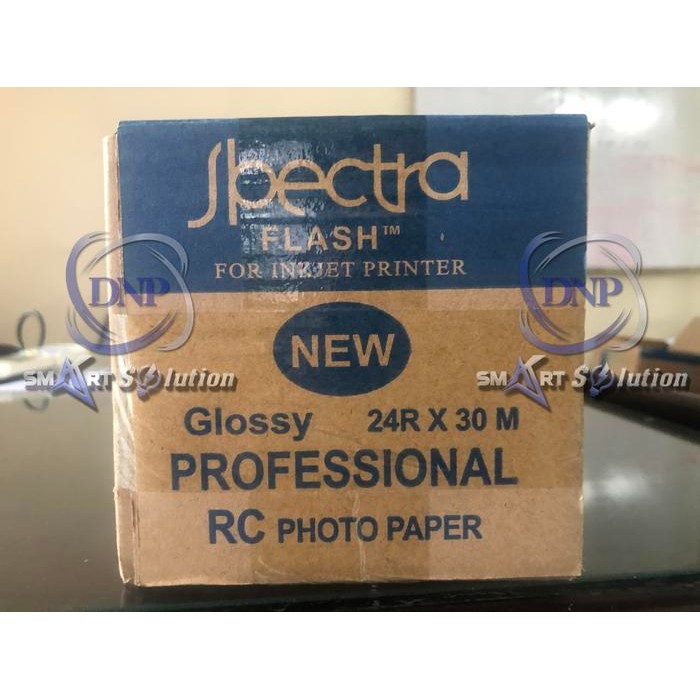 Spectra
FLASH™
FOR INKJET PRINTER
DNP
smArt Solution
DNP
smArt Solution
NEW
Glossy 24R X 30 M
PROFESSIONAL
RC PHOTO PAPER